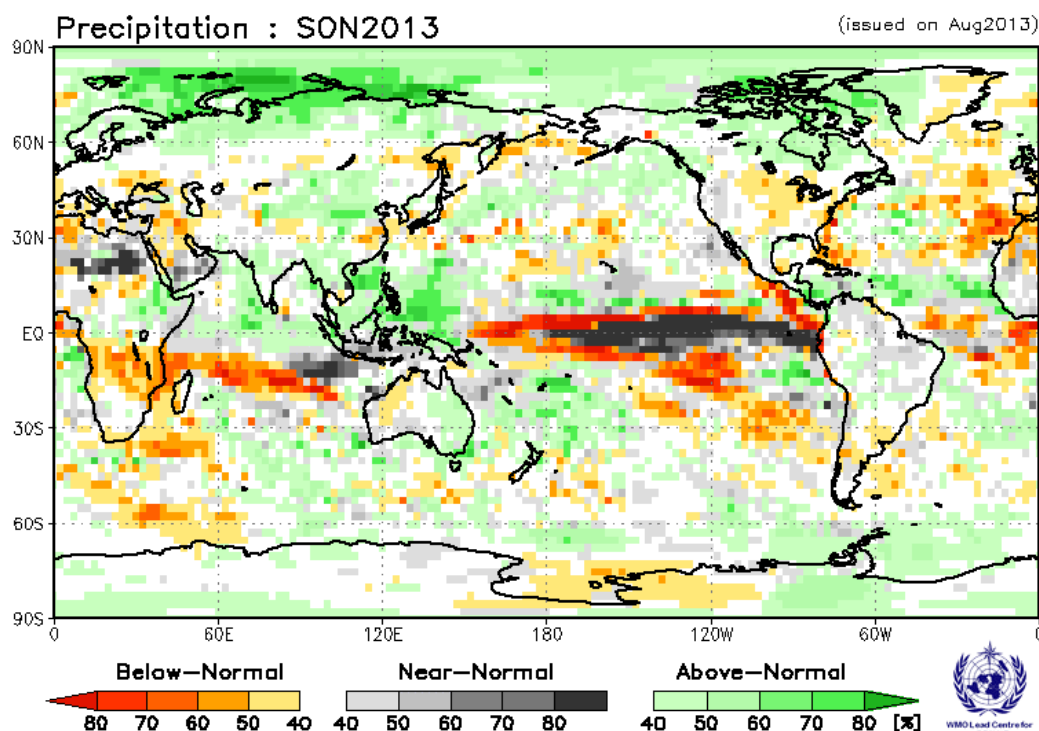 Precipitation : SON2013
(issued on Aug2013)
90N
60N
30N
EQ
30S
60S
90S
0 60E 120E 180 120W 60W 0
Below-Normal Near-Normal Above-Normal
80 70 60 50 40 40 50 60 70 80 40 50 60 70 80 [%]
WMO Lead Centre for